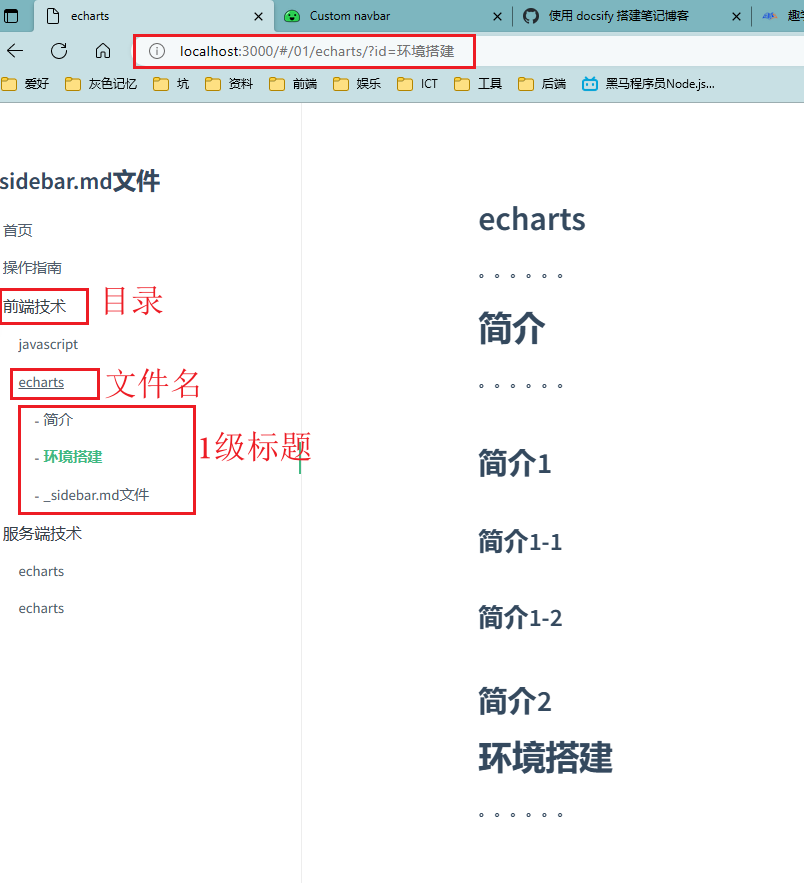 echarts
Custom navbar
使用 docsify 搭建笔记博客
localhost:3000/#/01/echarts/?id=环境搭建
爱好
灰色记忆
坑
资料
前端
娱乐
ICT
工具
后端
黑马程序员Node.js...
sidebar.md文件
首页
操作指南
前端技术
目录
javascript
echarts
文件名
- 简介
- 环境搭建
1级标题
- _sidebar.md文件
服务端技术
echarts
echarts
echarts
。。。。。。
简介
。。。。。。
简介1
简介1-1
简介1-2
简介2
环境搭建
。。。。。。